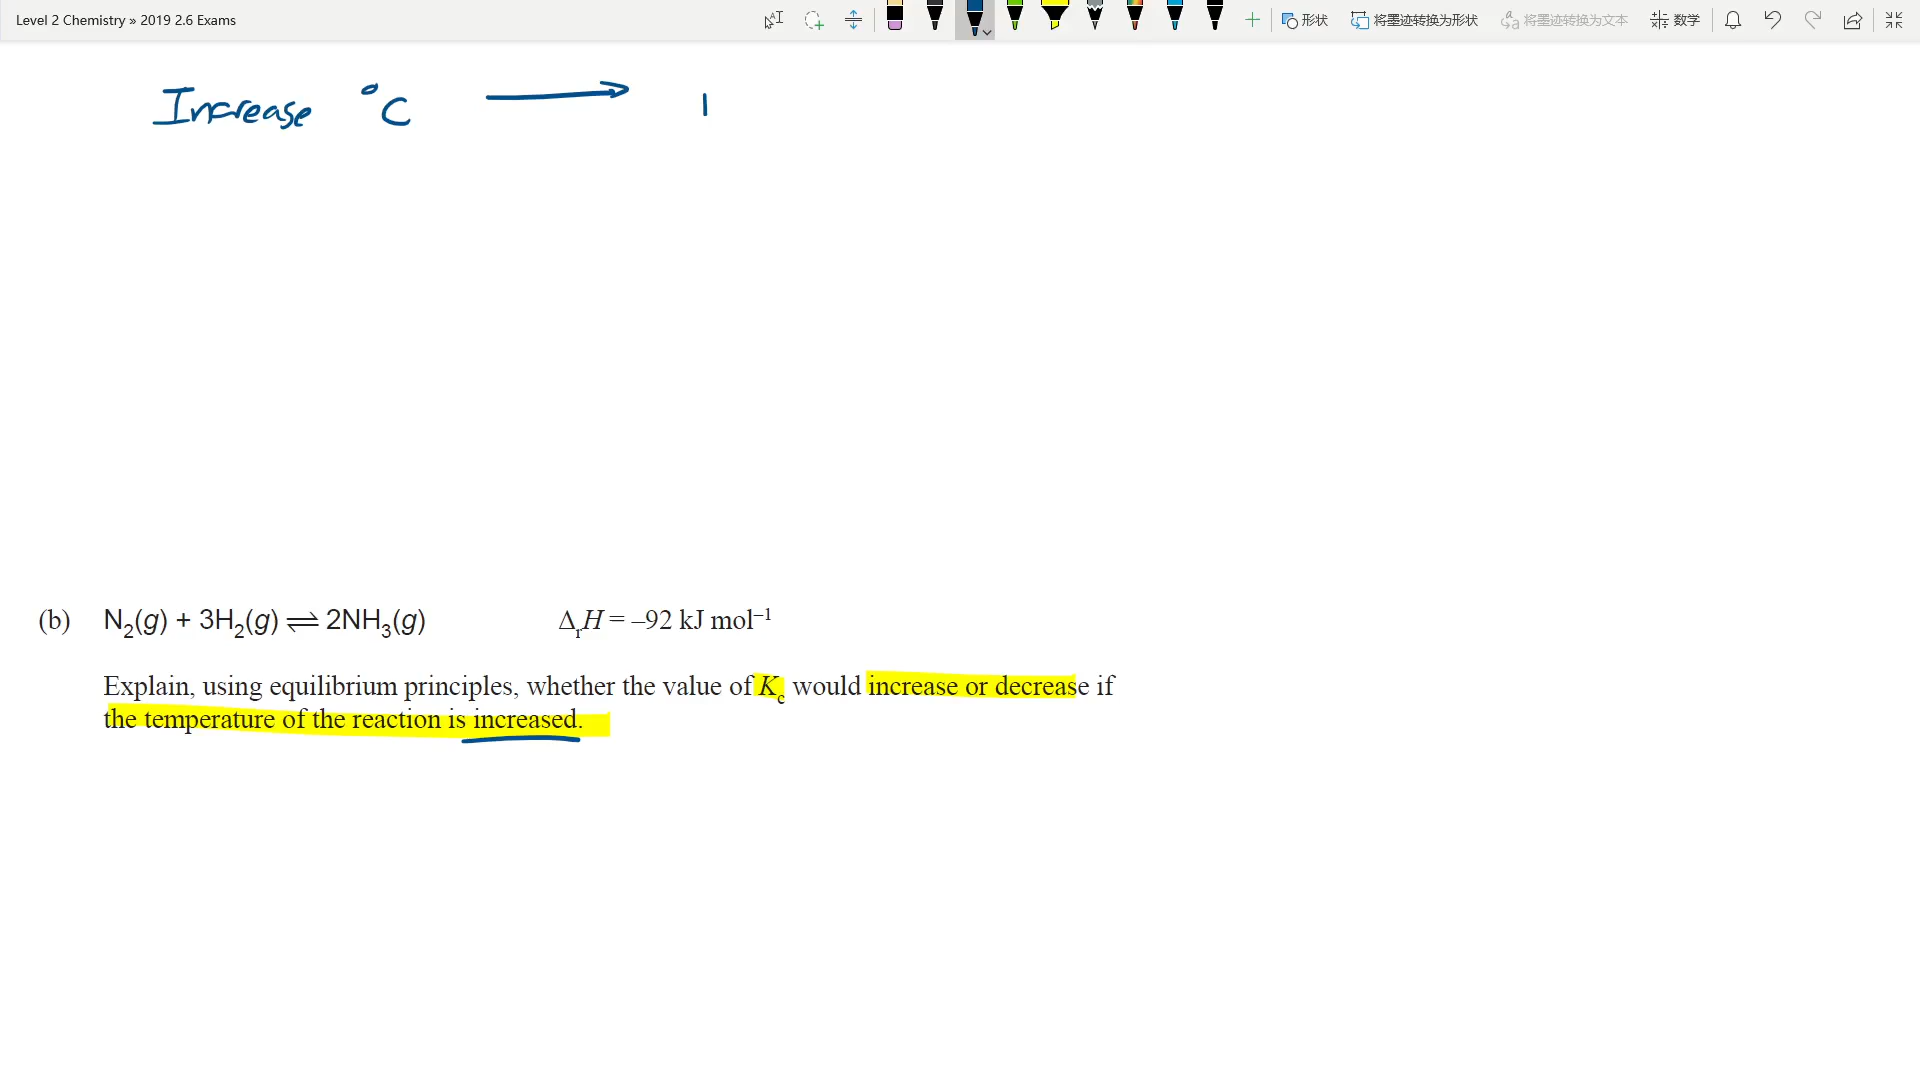 Level 2 Chemistry » 2019 2.6 Exams
形状 将墨迹转换为形状 将墨迹转换为文本 数学
Increase °C → I
(b) N₂(g) + 3H₂(g) ⇌ 2NH₃(g) ΔᵣH = –92 kJ mol⁻¹
Explain, using equilibrium principles, whether the value of K꜀ would increase or decrease if
the temperature of the reaction is increased.